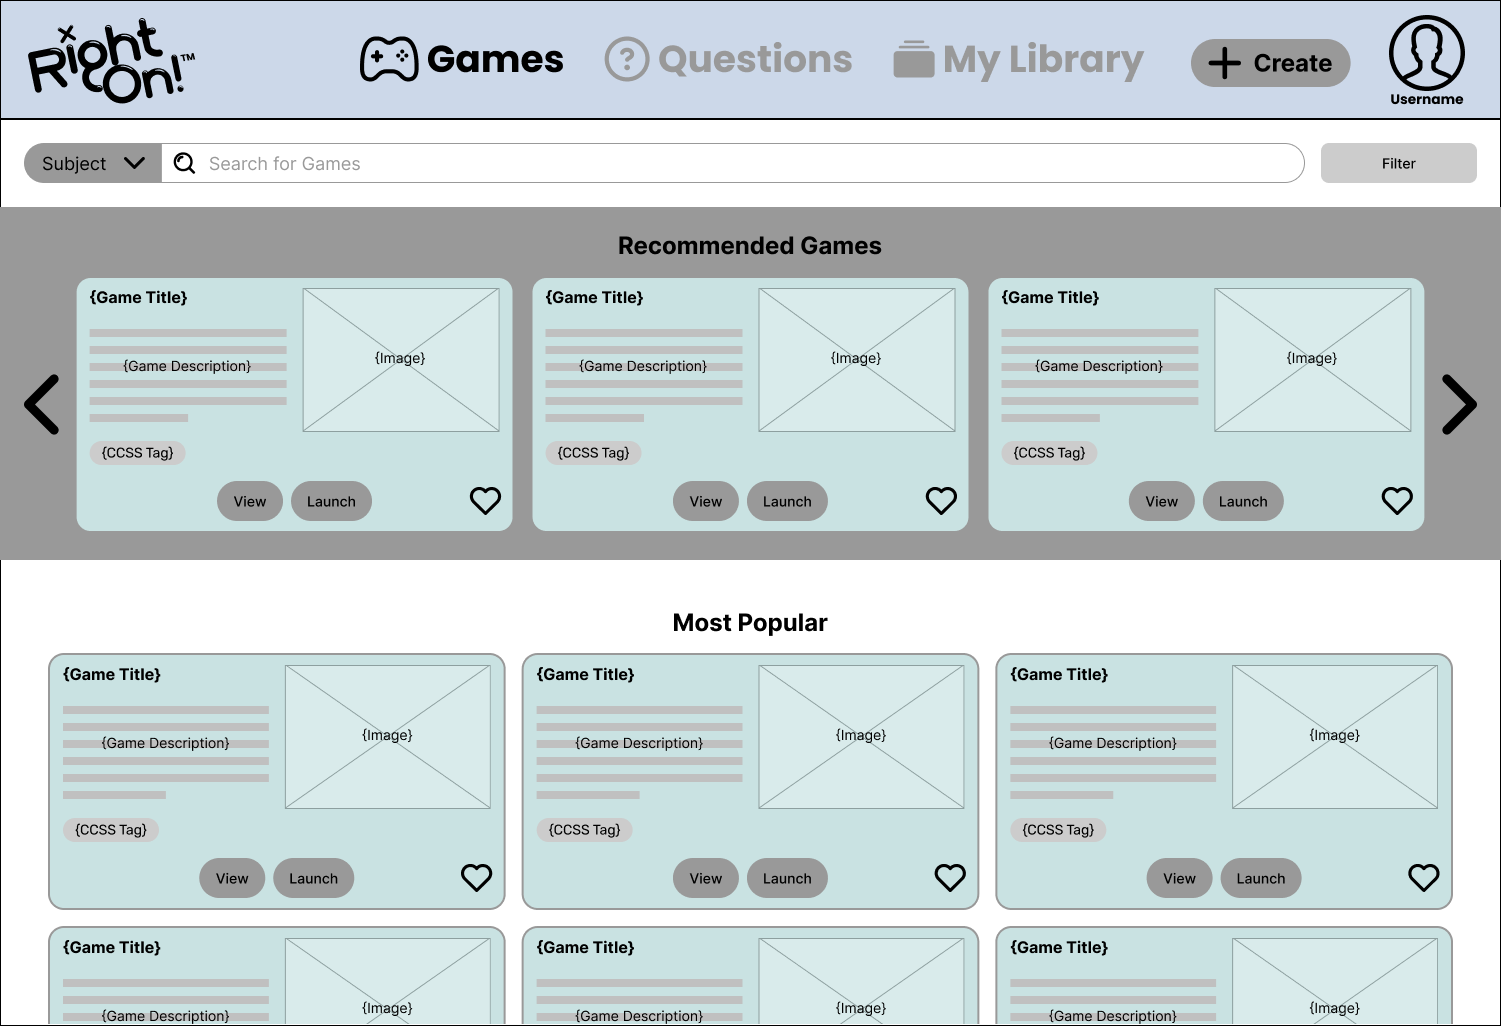 Right On!™
Games Questions My Library Create
Username
Subject Search for Games Filter
Recommended Games
{Game Title} {Game Title} {Game Title}
{Image} {Image} {Image}
{Game Description} {Game Description} {Game Description}
{CCSS Tag} {CCSS Tag} {CCSS Tag}
View Launch View Launch View Launch
Most Popular
{Game Title} {Game Title} {Game Title}
{Image} {Image} {Image}
{Game Description} {Game Description} {Game Description}
{CCSS Tag} {CCSS Tag} {CCSS Tag}
View Launch View Launch View Launch
{Game Title} {Game Title} {Game Title}
{Image} {Image} {Image}
{Game Description} {Game Description} {Game Description}